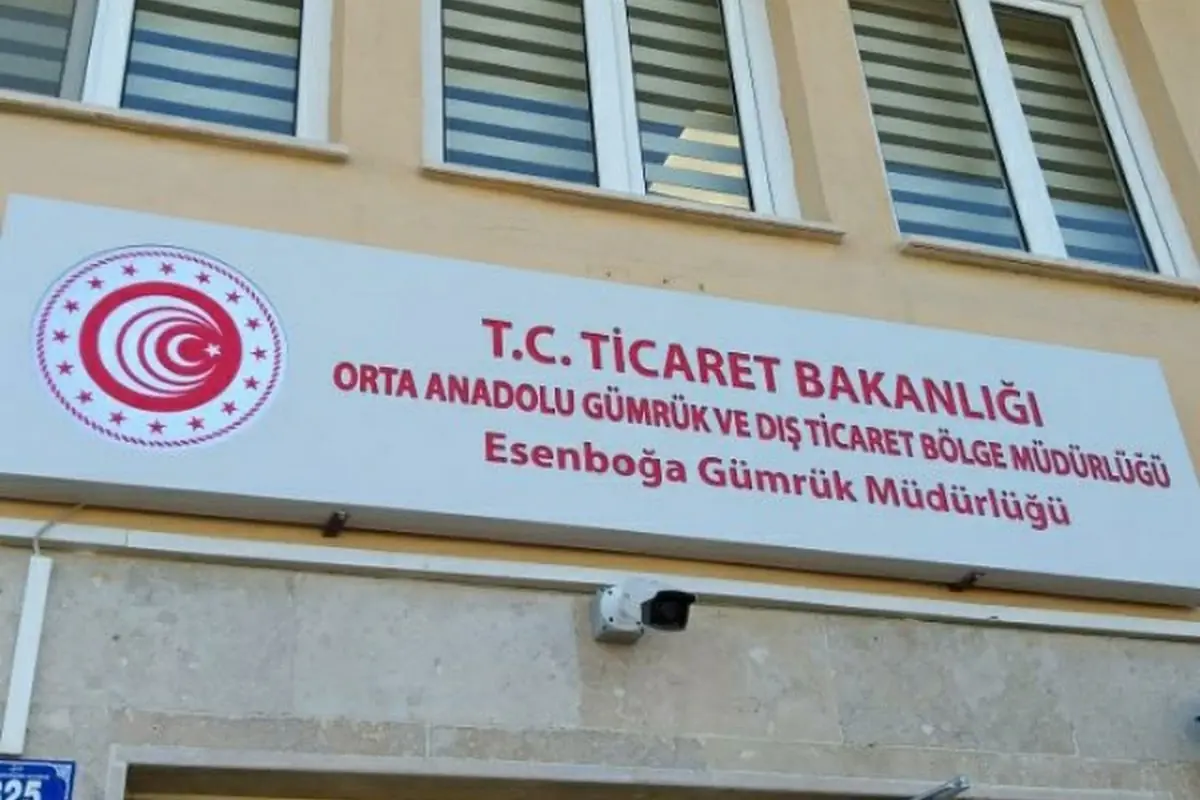 T.C. TİCARET BAKANLIĞI
ORTA ANADOLU GÜMRÜK VE DIŞ TİCARET BÖLGE MÜDÜRLÜĞÜ
Esenboğa Gümrük Müdürlüğü